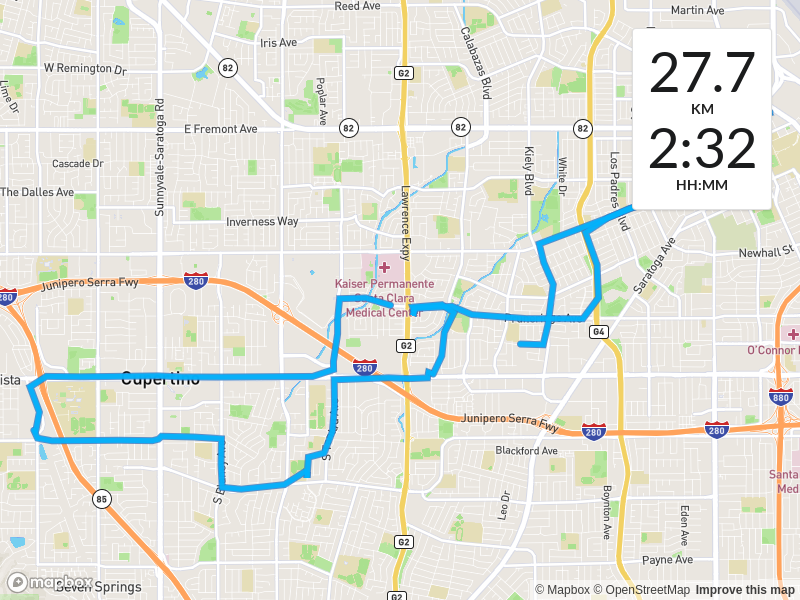 Reed Ave
Martin Ave
Iris Ave
Calabazas Blvd
W Remington Dr
82
G2
27.7
KM
2:32
HH:MM
Lime Dr
Poplar Ave
Sunnyvale-Saratoga Rd
E Fremont Ave
82
82
82
Cascade Dr
Kiely Blvd
White Dr
Los Padres Blvd
The Dalles Ave
Lawrence Expy
Inverness Way
Saratoga Ave
Newhall St
Junipero Serra Fwy
280
280
Kaiser Permanente
Santa Clara
Medical Center
G4
G2
O'Connor
280
Cupertino
880
Junipero Serra Fwy
280
280
Blackford Ave
85
Leo Dr
Boynton Ave
Eden Ave
Santa
Med
G2
Payne Ave
mapbox
Seven Springs
G2
© Mapbox © OpenStreetMap Improve this map